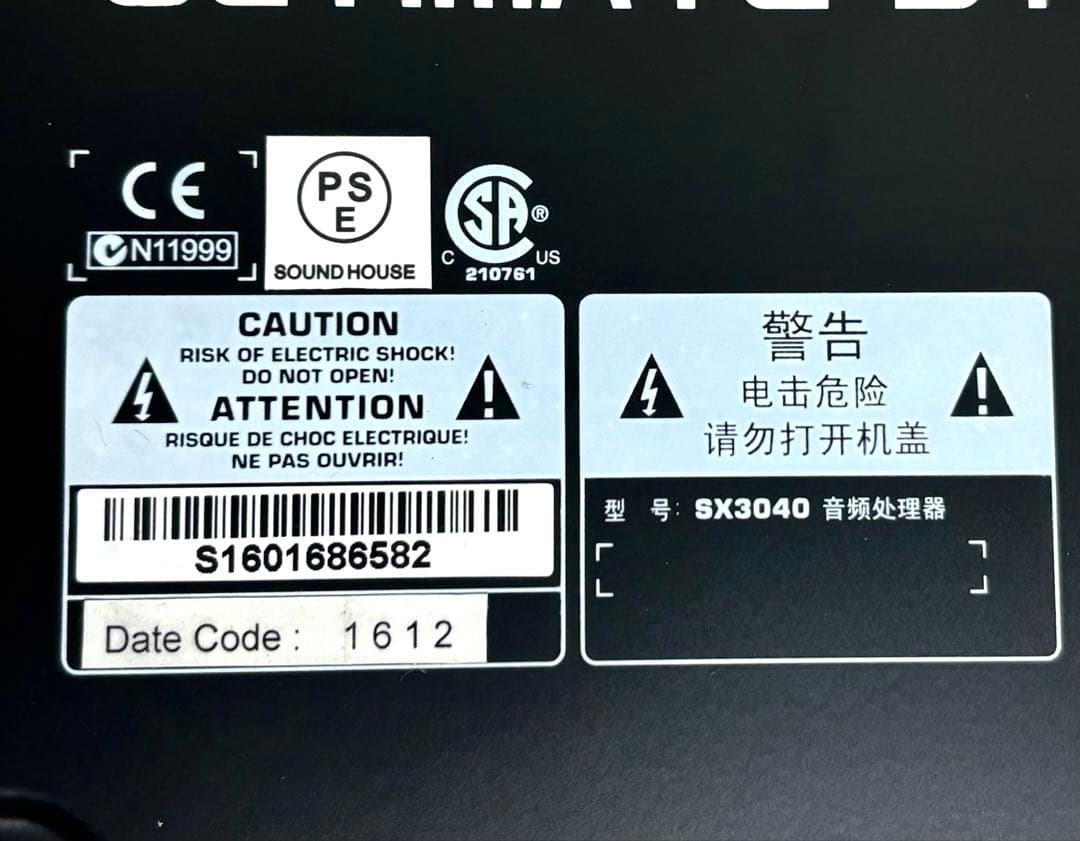 CE
N11999
PS
E
SOUND HOUSE
SA®
C US
210761
CAUTION
RISK OF ELECTRIC SHOCK!
DO NOT OPEN!
ATTENTION
RISQUE DE CHOC ELECTRIQUE!
NE PAS OUVRIR!
S1601686582
Date Code : 1612
警告
电击危险
请勿打开机盖
型 号: SX3040 音频处理器